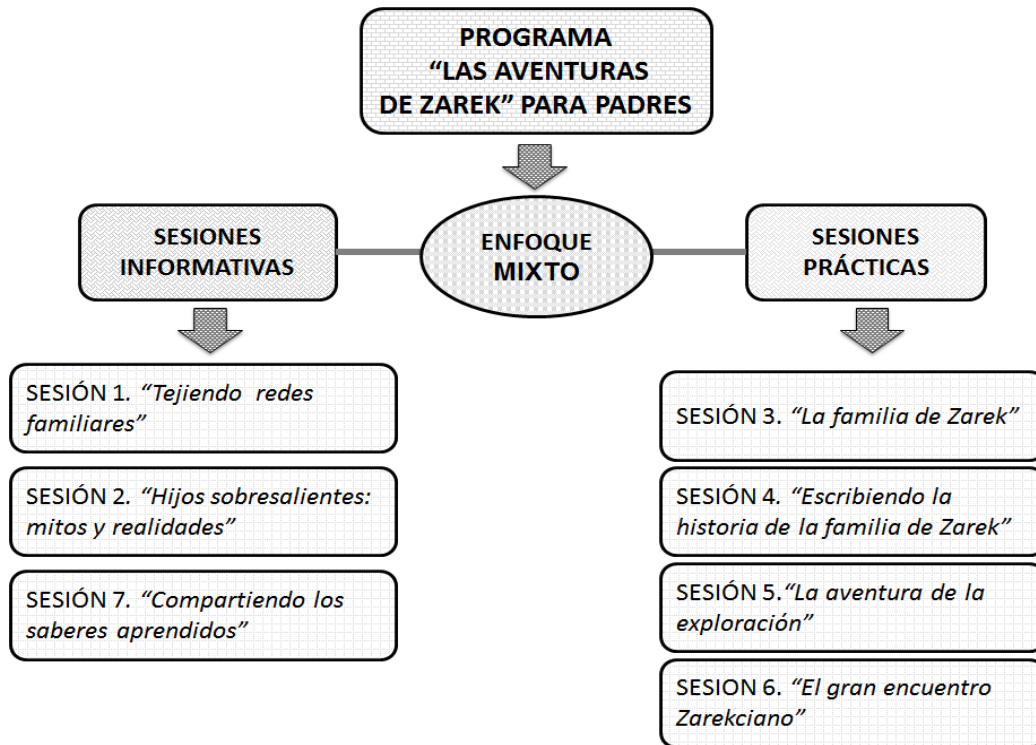 PROGRAMA
“LAS AVENTURAS
DE ZAREK” PARA PADRES
SESIONES
INFORMATIVAS
ENFOQUE
MIXTO
SESIONES
PRÁCTICAS
SESIÓN 1. “Tejiendo redes
familiares”
SESIÓN 2. “Hijos sobresalientes:
mitos y realidades”
SESIÓN 7. “Compartiendo los
saberes aprendidos”
SESIÓN 3. “La familia de Zarek”
SESIÓN 4. “Escribiendo la
historia de la familia de Zarek”
SESIÓN 5.“La aventura de la
exploración”
SESION 6. “El gran encuentro
Zarekciano”